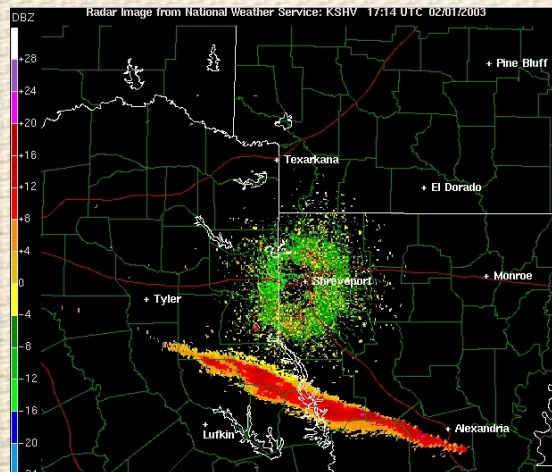 Radar Image from National Weather Service: KSHV 17:14 UTC 02/01/2003
DBZ
+28
+24
+20
+16
+12
+8
+4
0
-4
-8
-12
-16
-20
Pine Bluff
Texarkana
El Dorado
Shreveport
Monroe
Tyler
Alexandria
Lufkin